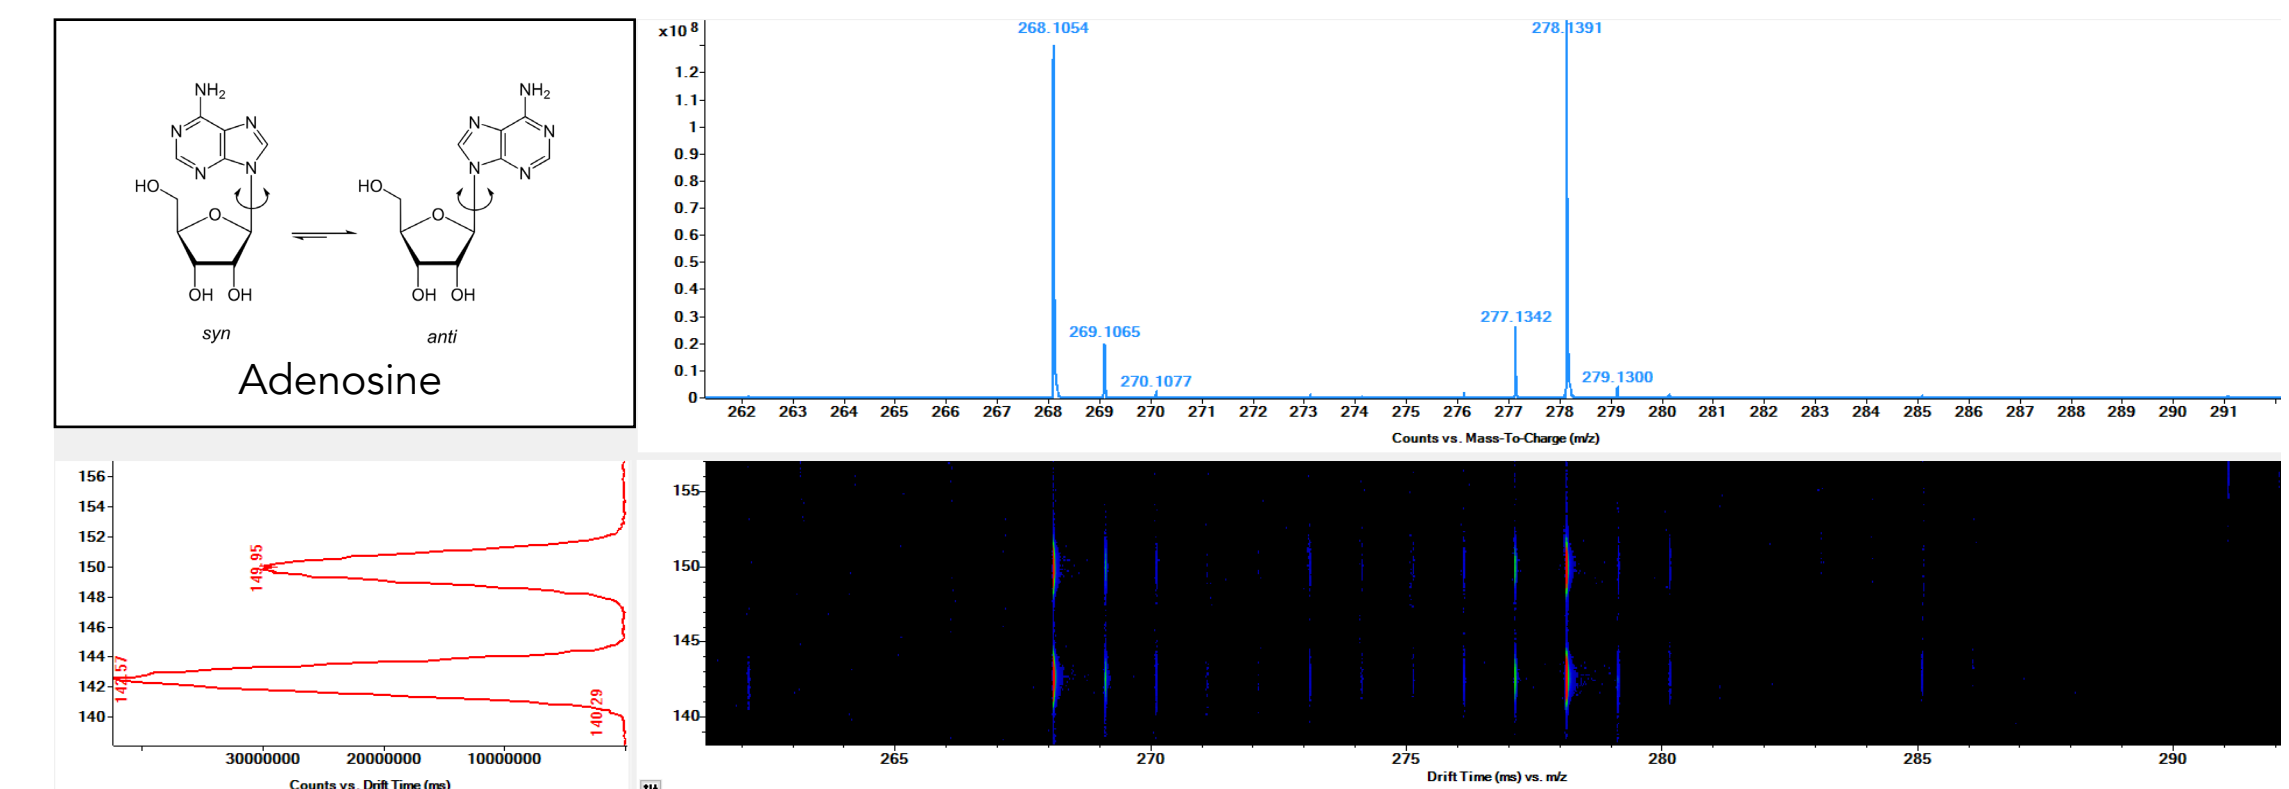 NH2
N
N
N
N
HO
O
OH OH
syn
NH2
N
N
N
N
HO
O
OH OH
anti
Adenosine
x10 8
1.2
1.1
1
0.9
0.8
0.7
0.6
0.5
0.4
0.3
0.2
0.1
0
268.1054
269.1065
270.1077
277.1342
278.1391
279.1300
262 263 264 265 266 267 268 269 270 271 272 273 274 275 276 277 278 279 280 281 282 283 284 285 286 287 288 289 290 291
Counts vs. Mass-To-Charge (m/z)
156
154
152
150
148
146
144
142
140
149.95
142.57
140.29
30000000 20000000 10000000
Counts vs. Drift Time (ms)
155
150
145
140
265 270 275 280 285 290
Drift Time (ms) vs. m/z